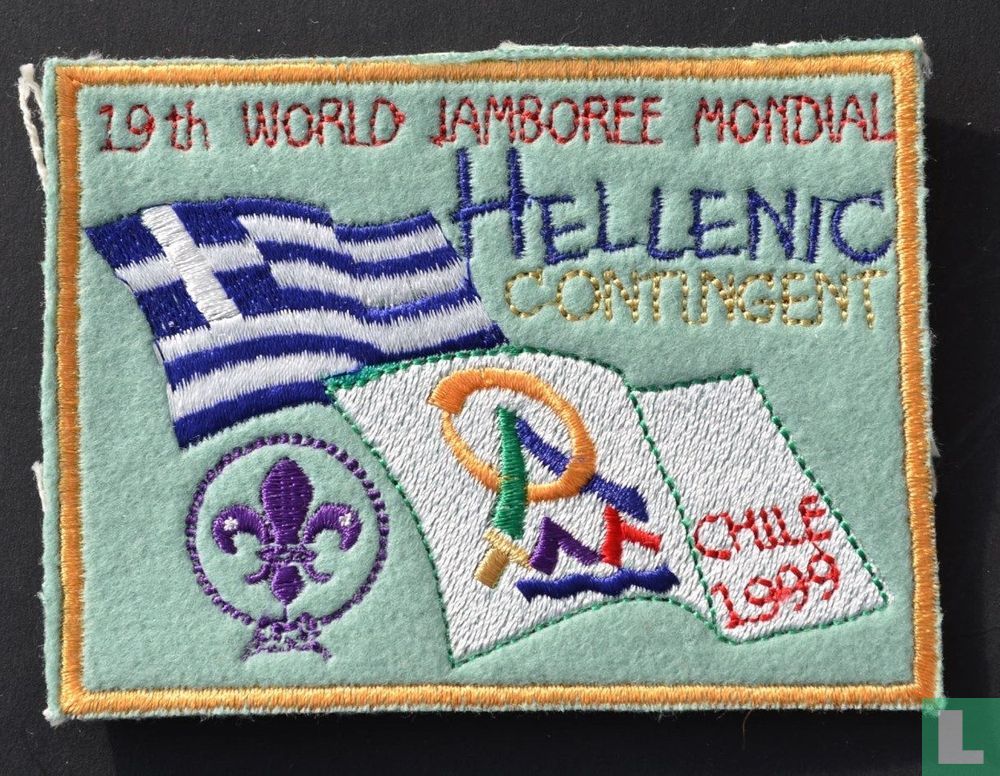 19th WORLD JAMBOREE MONDIAL
HELLENIC
CONTINGENT
CHILE
1999
L